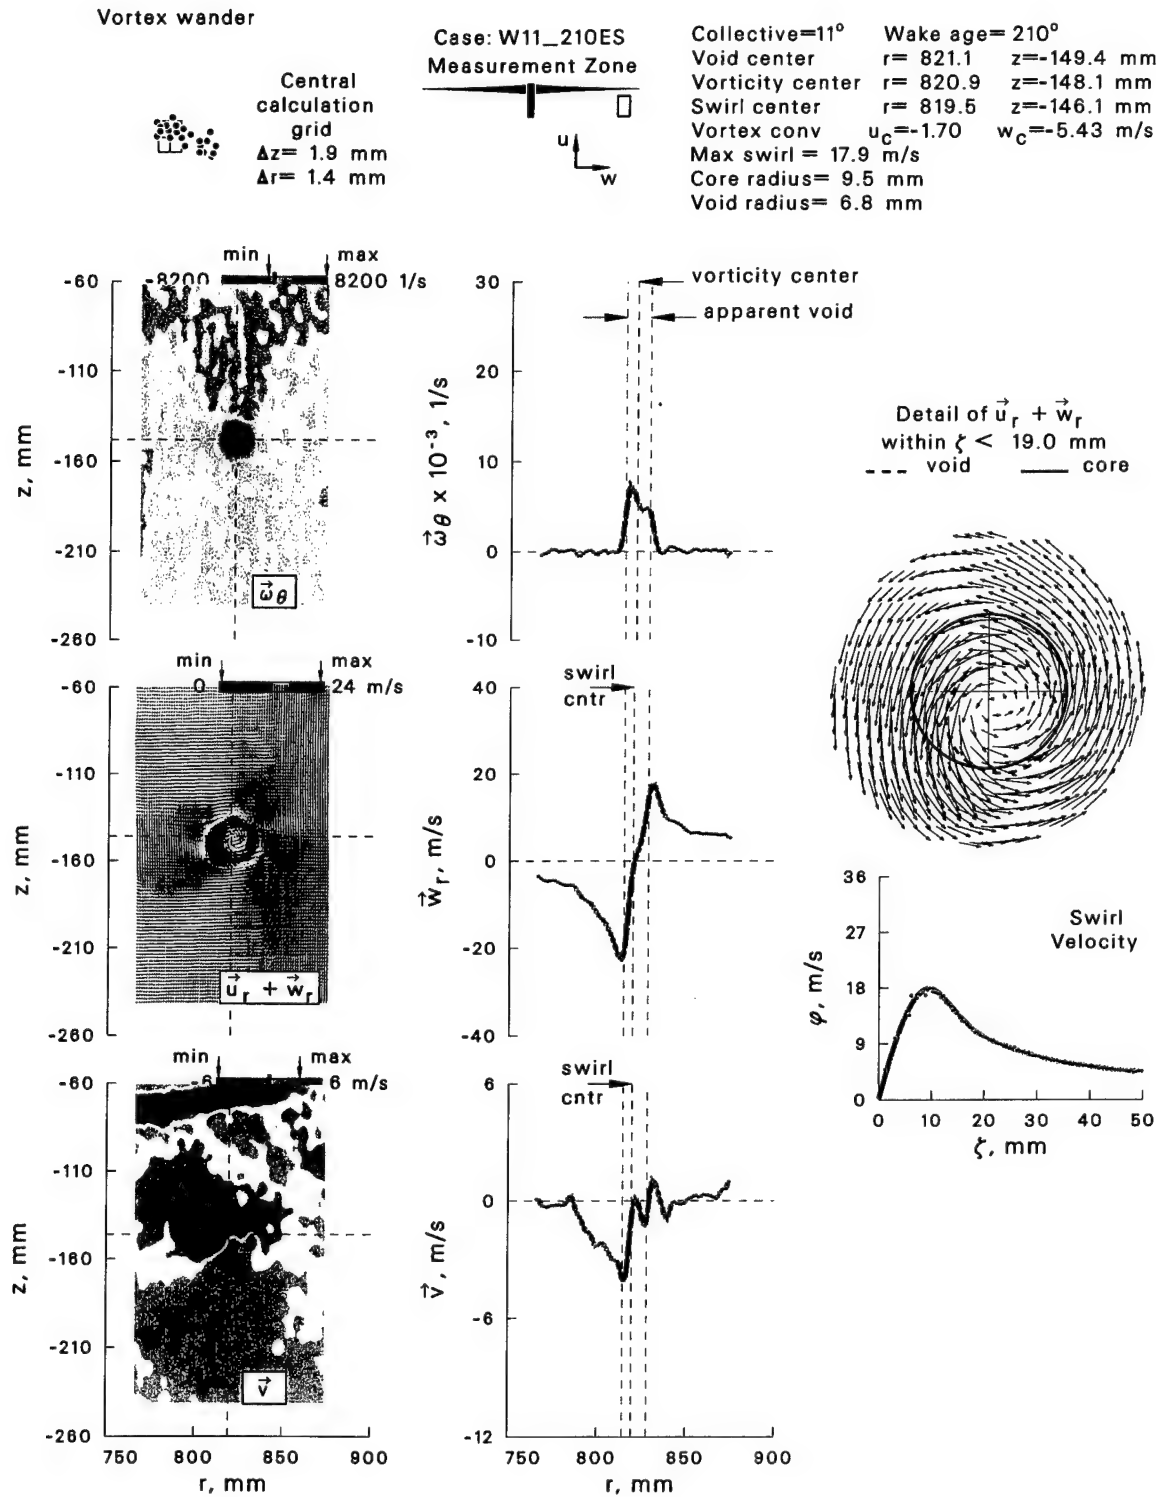 Vortex wander
Central
calculation
grid
Δz= 1.9 mm
Δr= 1.4 mm
Case: W11_210ES
Measurement Zone
u
w
Collective=11° Wake age= 210°
Void center r= 821.1 z=-149.4 mm
Vorticity center r= 820.9 z=-148.1 mm
Swirl center r= 819.5 z=-146.1 mm
Vortex conv u_c=-1.70 w_c=-5.43 m/s
Max swirl = 17.9 m/s
Core radius= 9.5 mm
Void radius= 6.8 mm
min max
-8200 8200 1/s
-60
-110
-160
-210
-260
z, mm
ω⃗θ
30
20
10
0
-10
ω⃗θ x 10⁻³, 1/s
vorticity center
apparent void
Detail of u⃗r + w⃗r
within ζ < 19.0 mm
void core
min max
0 24 m/s
-60
-110
-160
-210
-260
z, mm
u⃗r + w⃗r
swirl
cntr
40
20
0
-20
-40
w⃗r, m/s
36
27
18
9
0
φ, m/s
Swirl
Velocity
0 10 20 30 40 50
ζ, mm
min max
-6 6 m/s
-60
-110
-160
-210
-260
z, mm
v⃗
750 800 850 900
r, mm
swirl
cntr
6
0
-6
-12
v⃗, m/s
750 800 850 900
r, mm